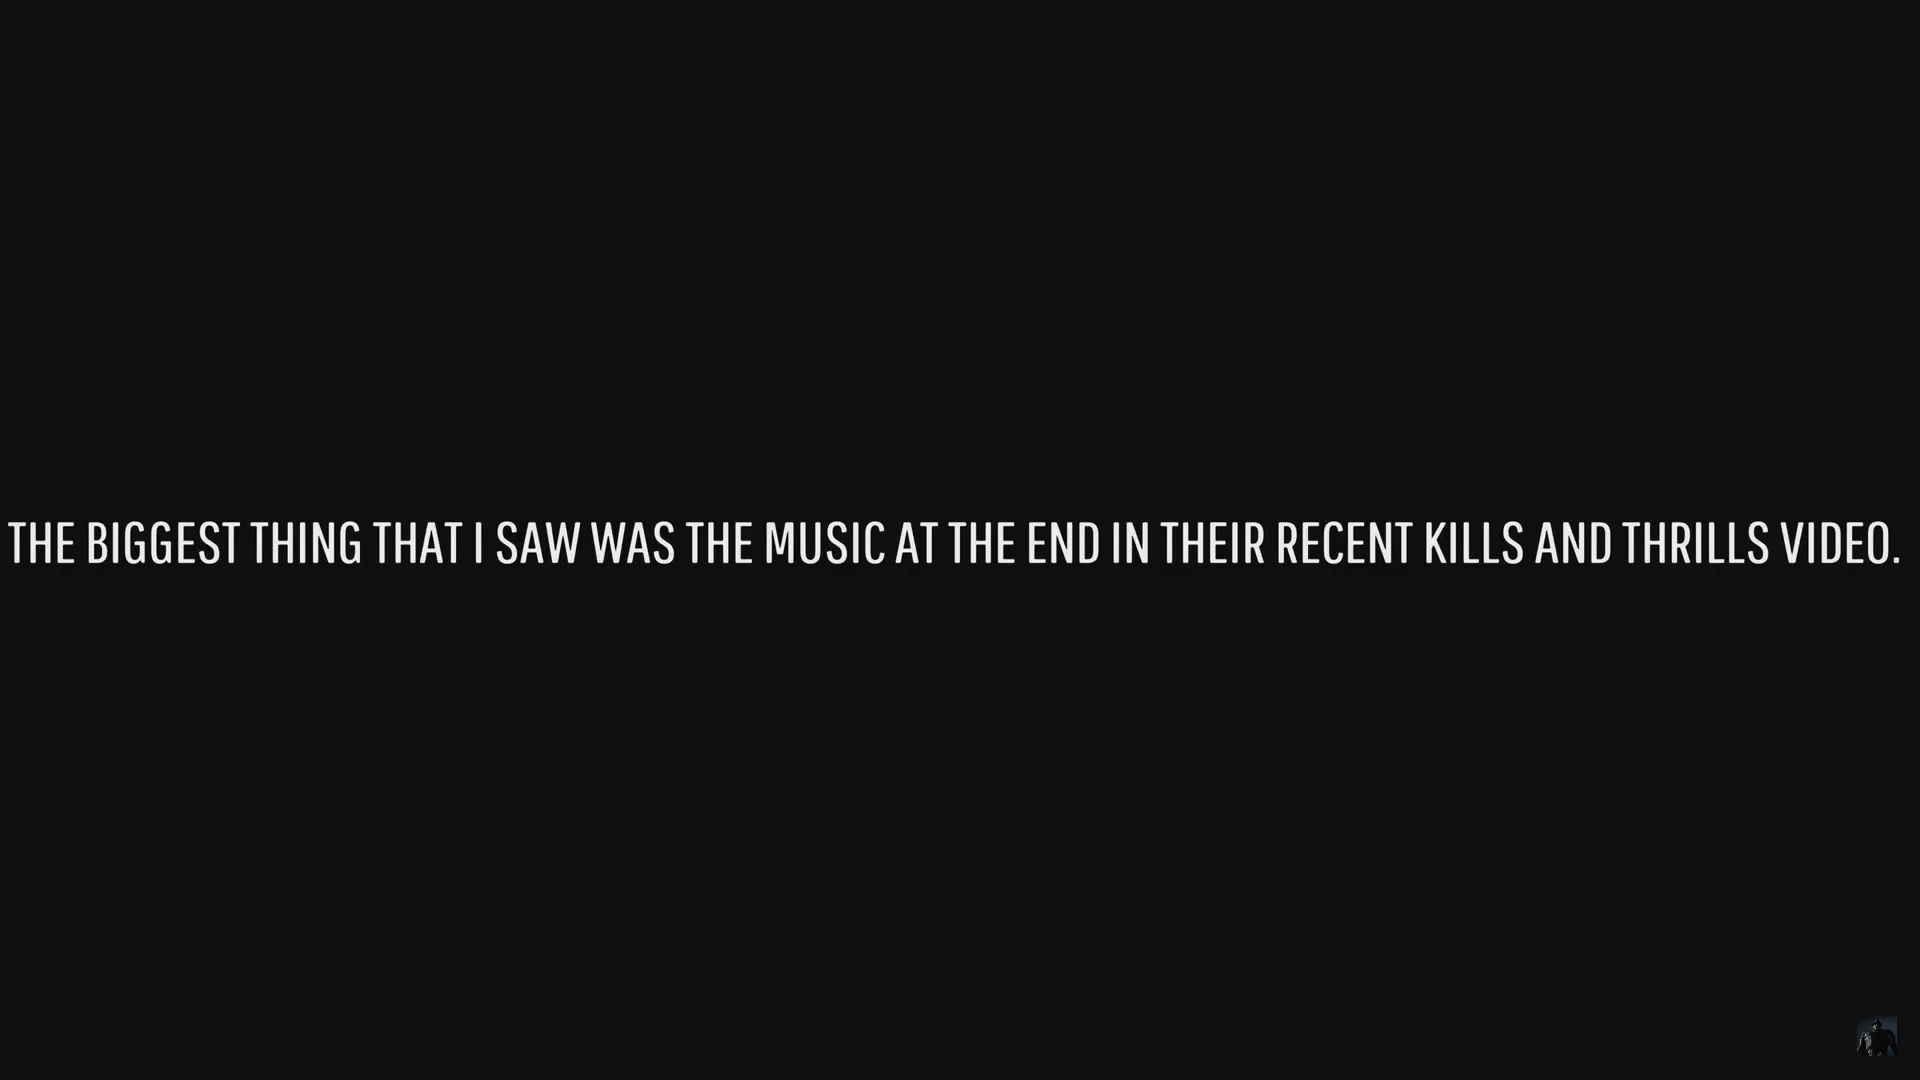 THE BIGGEST THING THAT I SAW WAS THE MUSIC AT THE END IN THEIR RECENT KILLS AND THRILLS VIDEO.